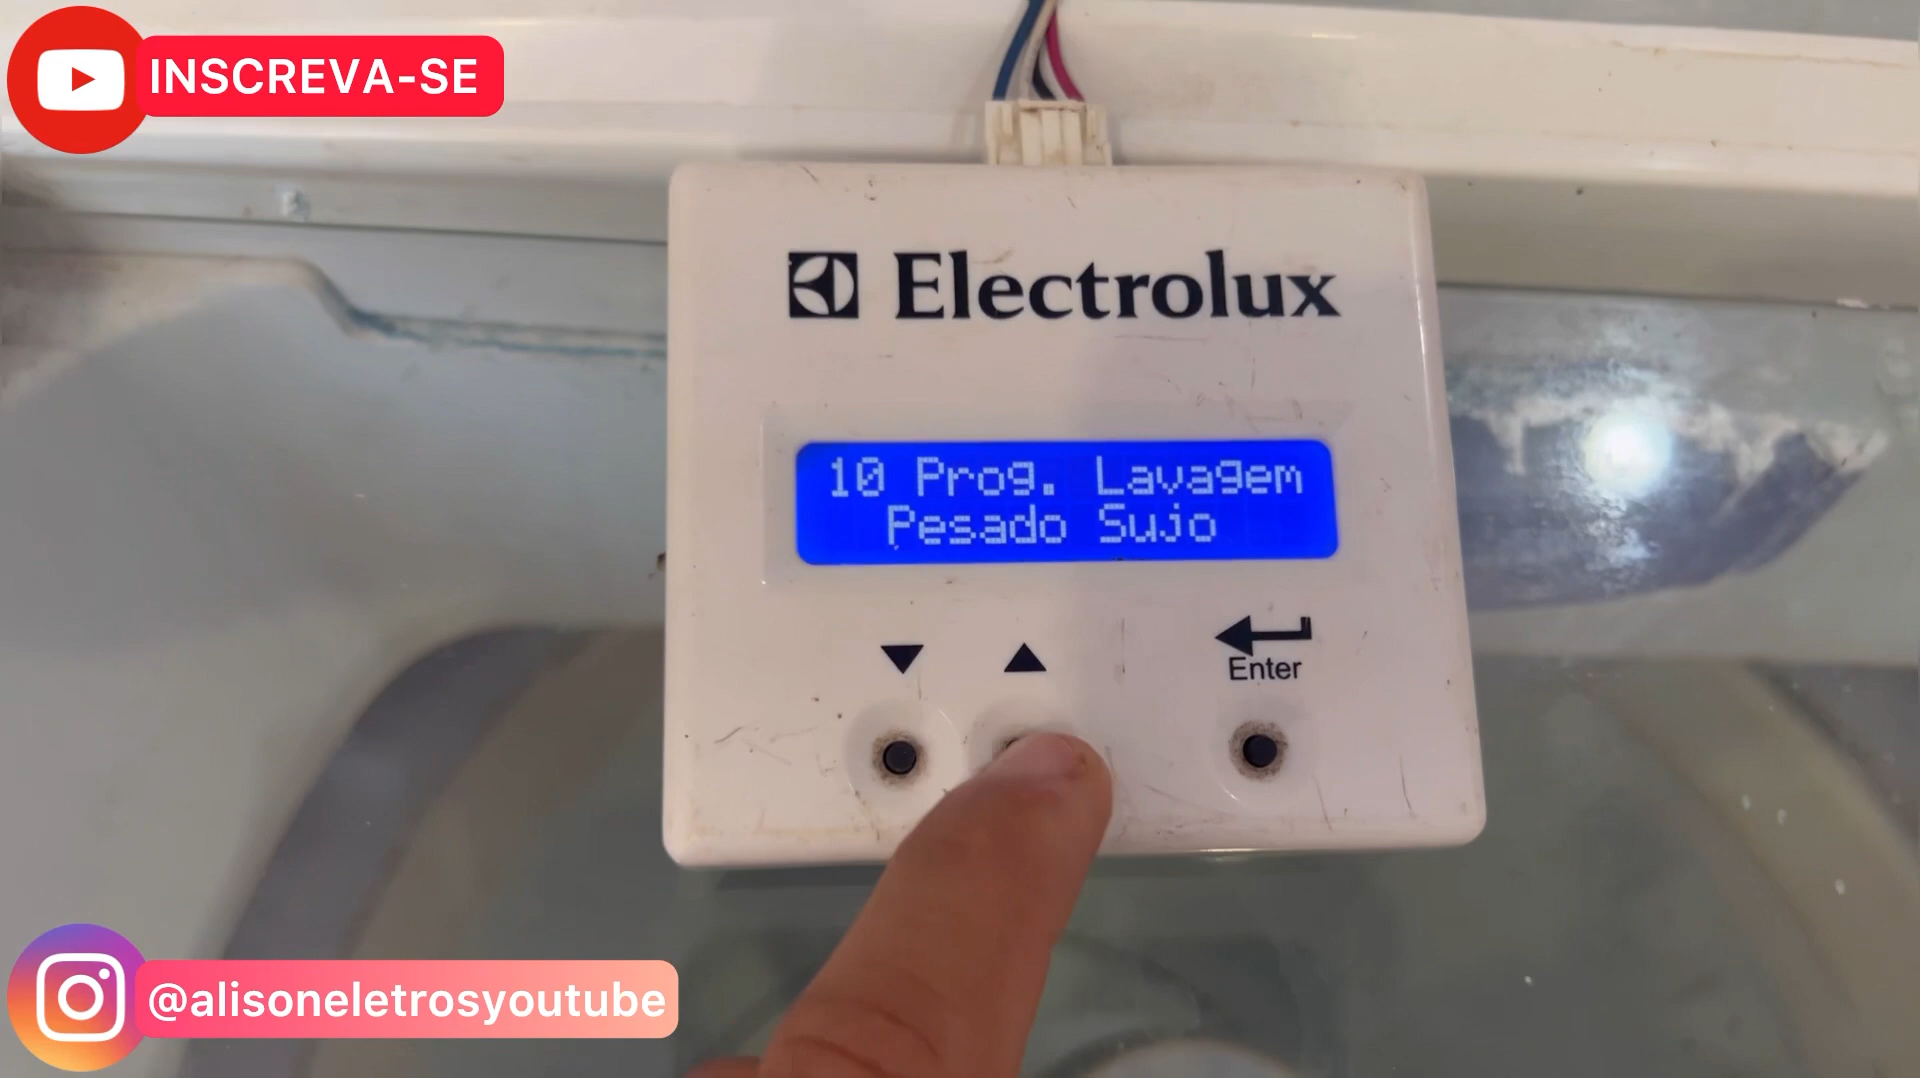 INSCREVA-SE
Electrolux
10 Prog. Lavagem
Pesado Sujo
Enter
@alisoneletrosyoutube